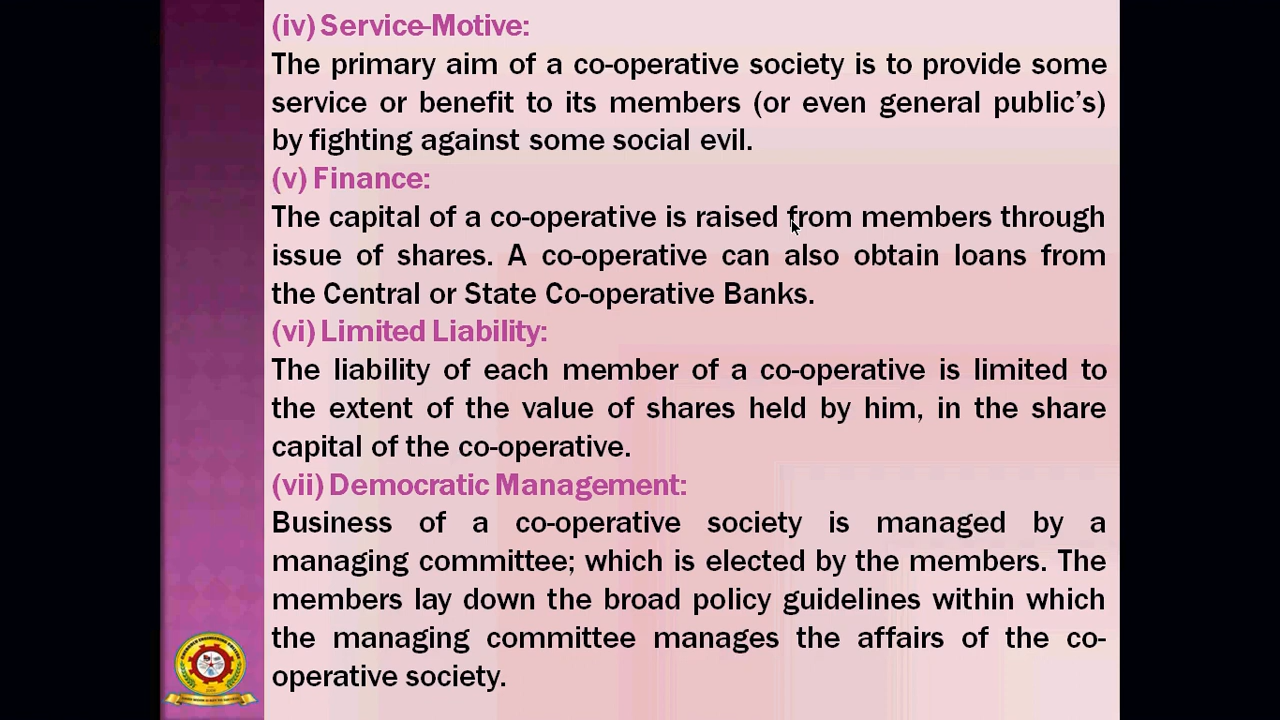 (iv) Service-Motive:
The primary aim of a co-operative society is to provide some
service or benefit to its members (or even general public’s)
by fighting against some social evil.
(v) Finance:
The capital of a co-operative is raised from members through
issue of shares. A co-operative can also obtain loans from
the Central or State Co-operative Banks.
(vi) Limited Liability:
The liability of each member of a co-operative is limited to
the extent of the value of shares held by him, in the share
capital of the co-operative.
(vii) Democratic Management:
Business of a co-operative society is managed by a
managing committee; which is elected by the members. The
members lay down the broad policy guidelines within which
the managing committee manages the affairs of the co-
operative society.